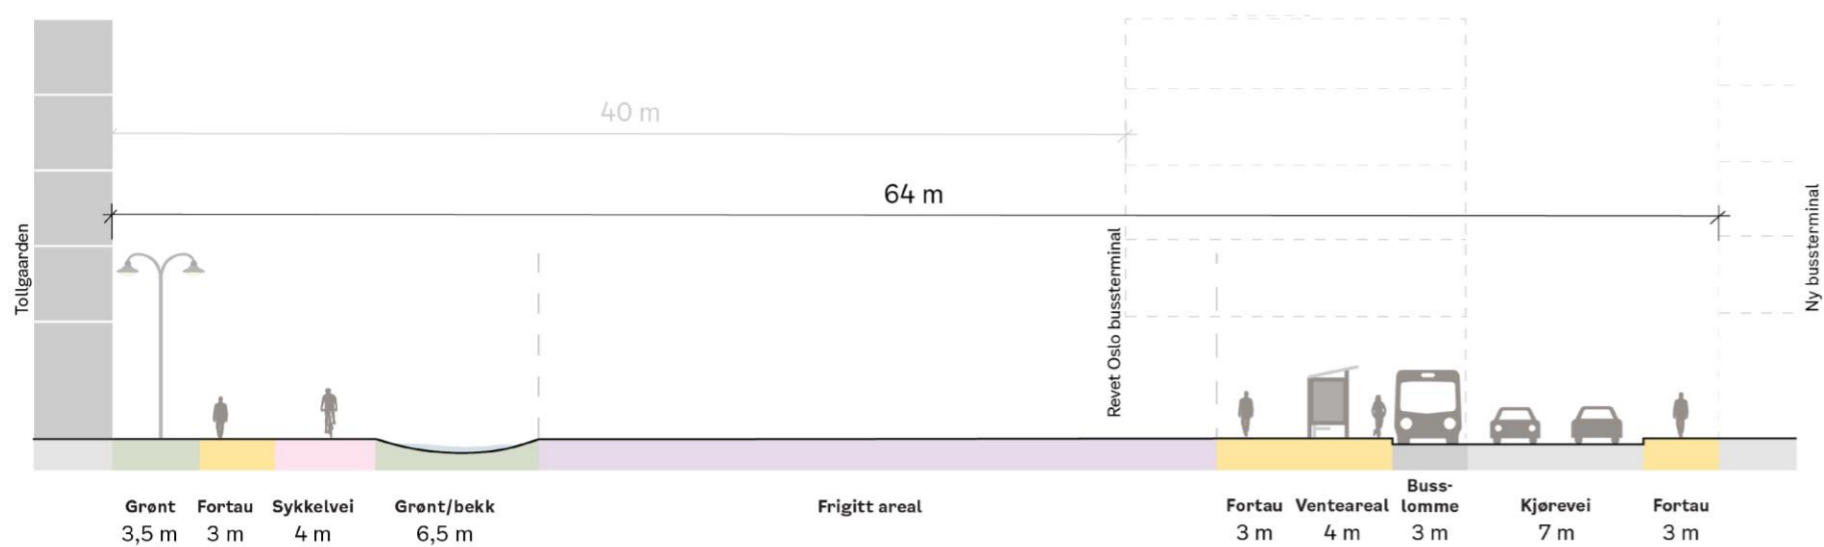 40 m
64 m
Tollgaarden
Revet Oslo bussterminal
Ny bussterminal
Grønt
3,5 m
Fortau
3 m
Sykkelvei
4 m
Grønt/bekk
6,5 m
Frigitt areal
Fortau
3 m
Venteareal
4 m
Buss-
lomme
3 m
Kjørevei
7 m
Fortau
3 m